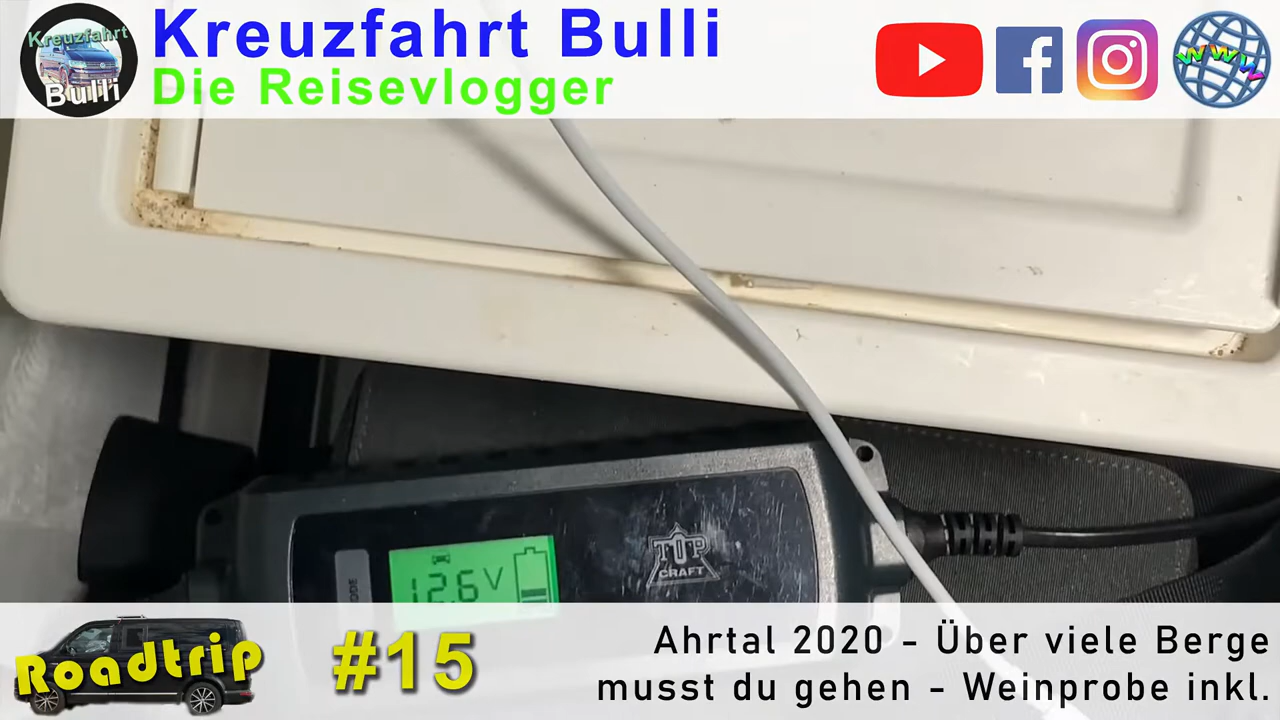 Kreuzfahrt
Bulli
Kreuzfahrt Bulli
Die Reisevlogger
www
TOP
CRAFT
12.6V
Roadtrip
#15
Ahrtal 2020 - Über viele Berge
musst du gehen - Weinprobe inkl.